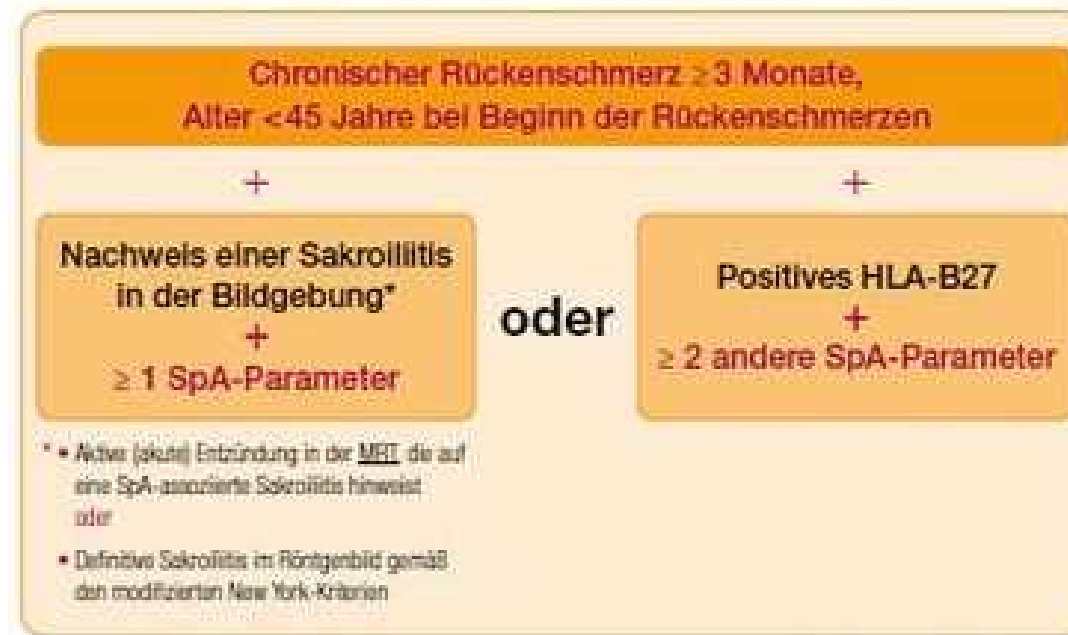 Chronischer Rückenschmerz ≥ 3 Monate,
Alter <45 Jahre bei Beginn der Rückenschmerzen
+
+
Nachweis einer Sakroiliitis
in der Bildgebung*
+
≥ 1 SpA-Parameter
oder
Positives HLA-B27
+
≥ 2 andere SpA-Parameter
* • Aktive (akute) Entzündung in der MRT, die auf
eine SpA-assoziierte Sakroiliitis hinweist
oder
• Definitive Sakroiliitis im Röntgenbild gemäß
den modifizierten New York-Kriterien